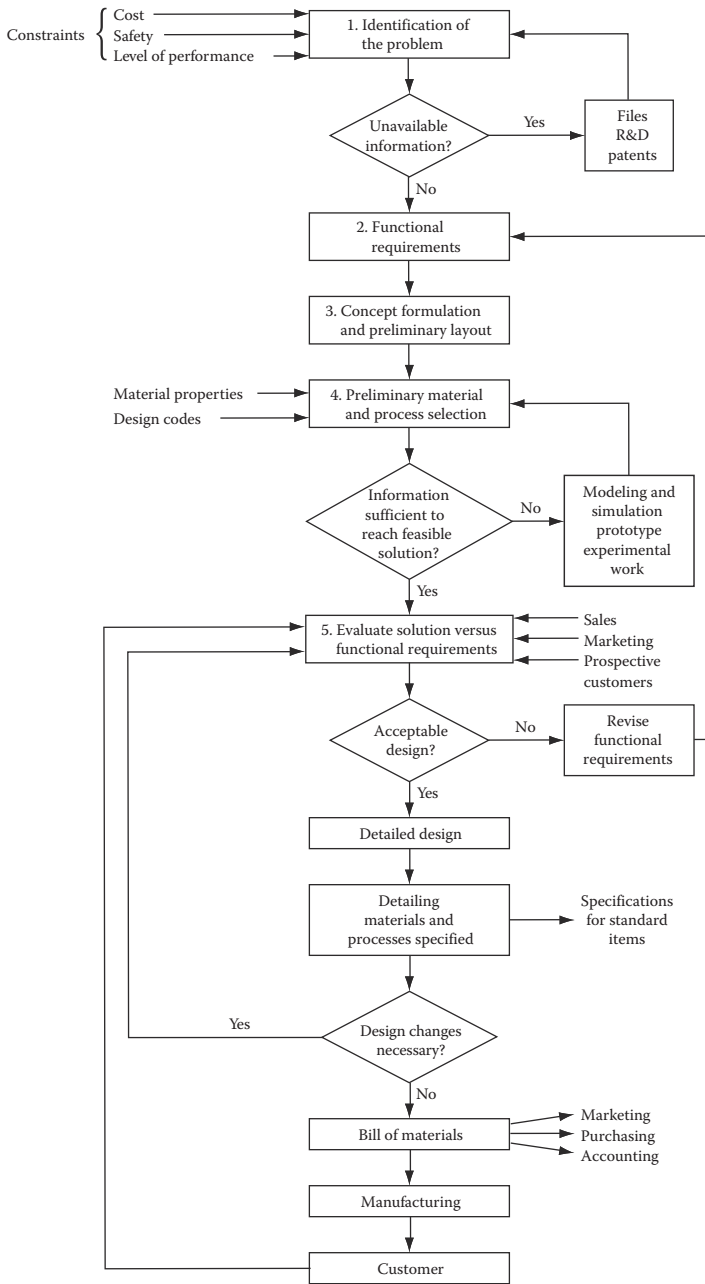 Cost
Constraints
Safety
Level of performance
1. Identification of
the problem
Unavailable
information?
Yes
Files
R&D
patents
No
2. Functional
requirements
3. Concept formulation
and preliminary layout
Material properties
Design codes
4. Preliminary material
and process selection
Information
sufficient to
reach feasible
solution?
No
Modeling and
simulation
prototype
experimental
work
Yes
5. Evaluate solution versus
functional requirements
Sales
Marketing
Prospective
customers
Acceptable
design?
No
Revise
functional
requirements
Yes
Detailed design
Detailing
materials and
processes specified
Specifications
for standard
items
Yes
Design changes
necessary?
No
Bill of materials
Marketing
Purchasing
Accounting
Manufacturing
Customer